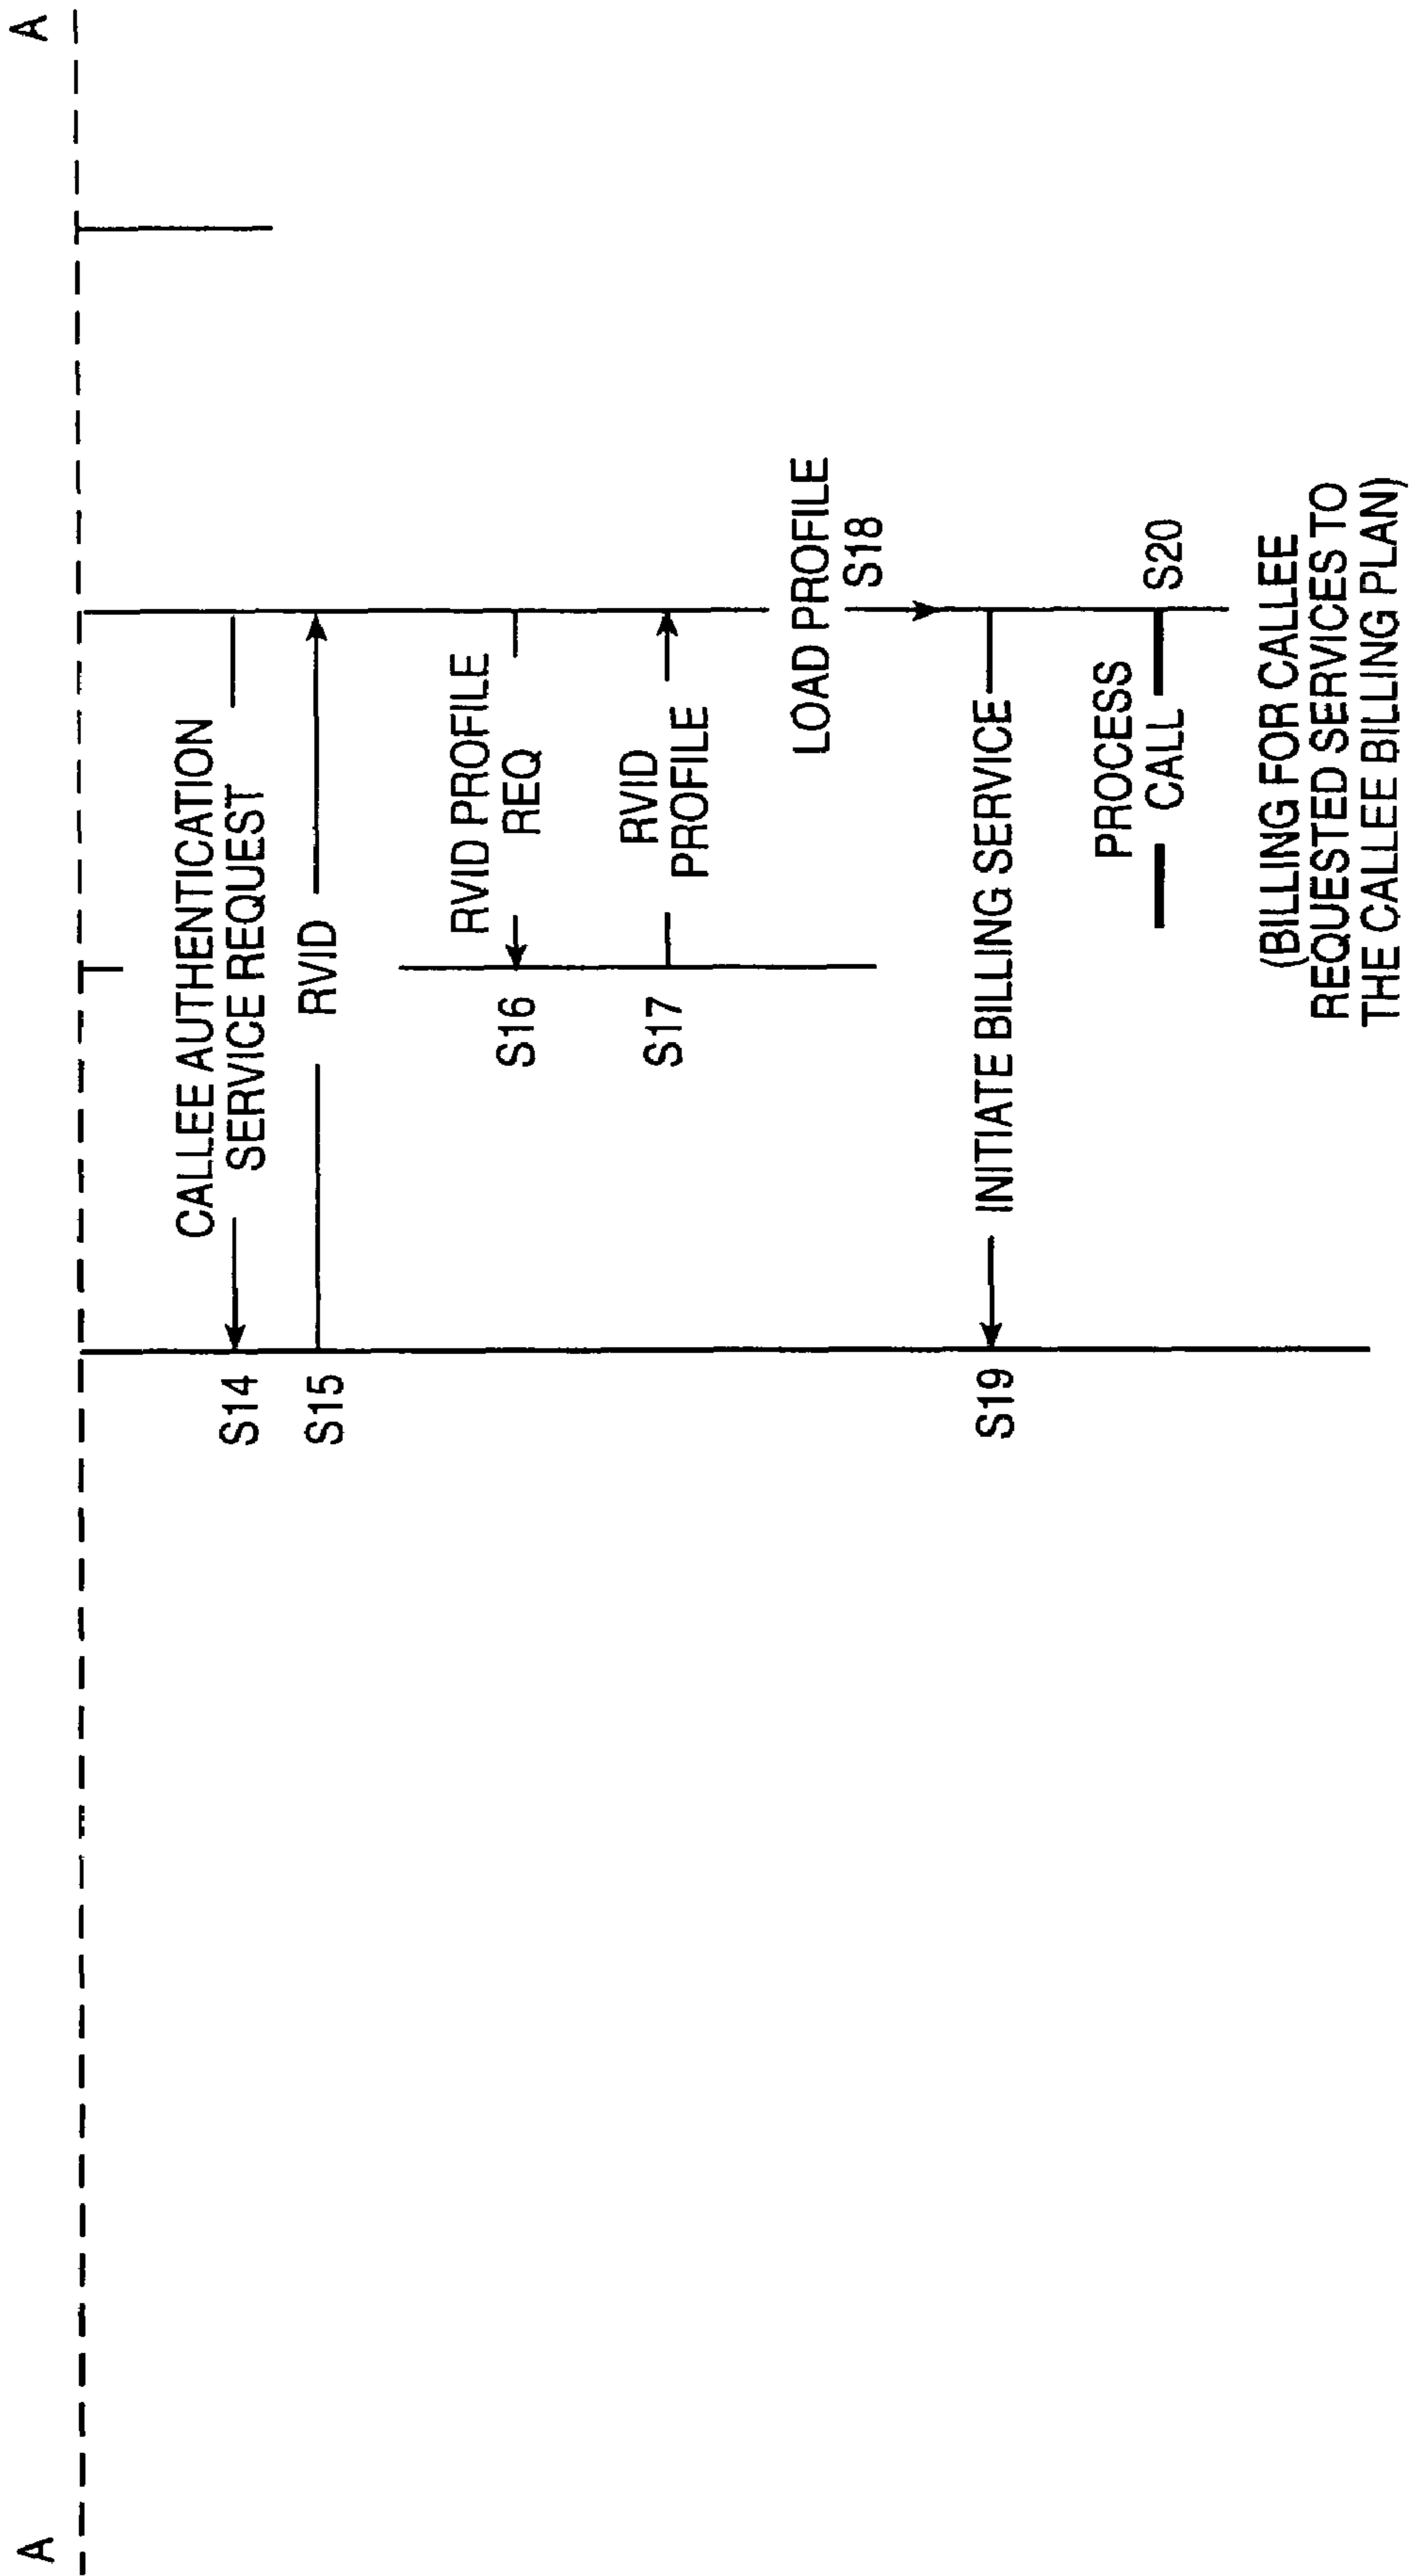 A
A
CALLEE AUTHENTICATION
SERVICE REQUEST
S14
RVID
S15
RVID PROFILE
REQ
S16
RVID
PROFILE
S17
LOAD PROFILE
S18
INITIATE BILLING SERVICE
S19
PROCESS
CALL
S20
(BILLING FOR CALLEE
REQUESTED SERVICES TO
THE CALLEE BILLING PLAN)